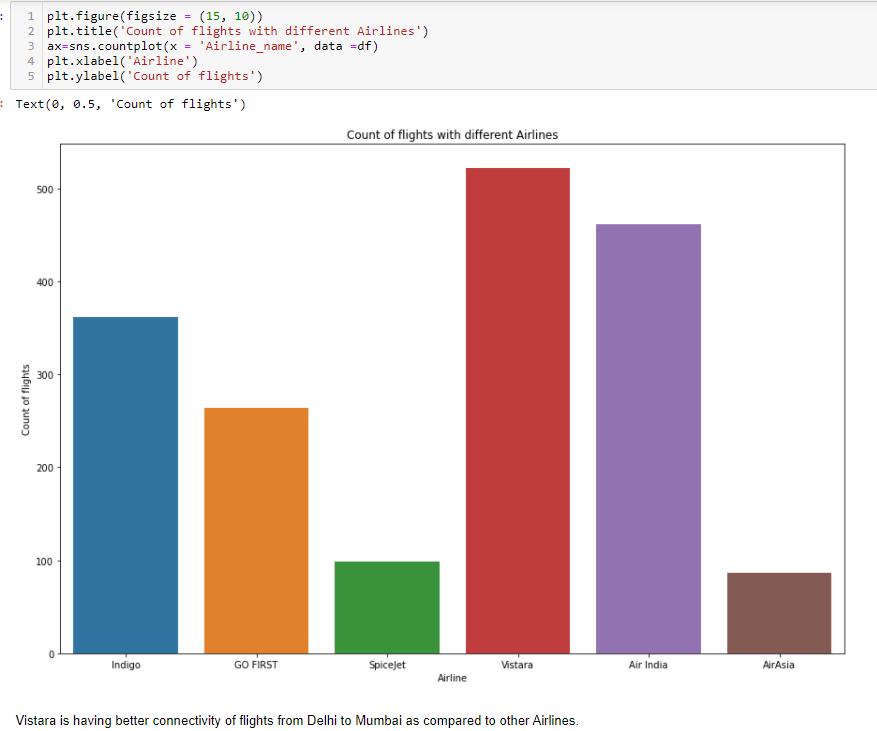 1 plt.figure(figsize = (15, 10))
2 plt.title('Count of flights with different Airlines')
3 ax=sns.countplot(x = 'Airline_name', data =df)
4 plt.xlabel('Airline')
5 plt.ylabel('Count of flights')
Text(0, 0.5, 'Count of flights')
Count of flights with different Airlines
500
400
300
200
100
0
Count of flights
Indigo GO FIRST SpiceJet Vistara Air India AirAsia
Airline
Vistara is having better connectivity of flights from Delhi to Mumbai as compared to other Airlines.